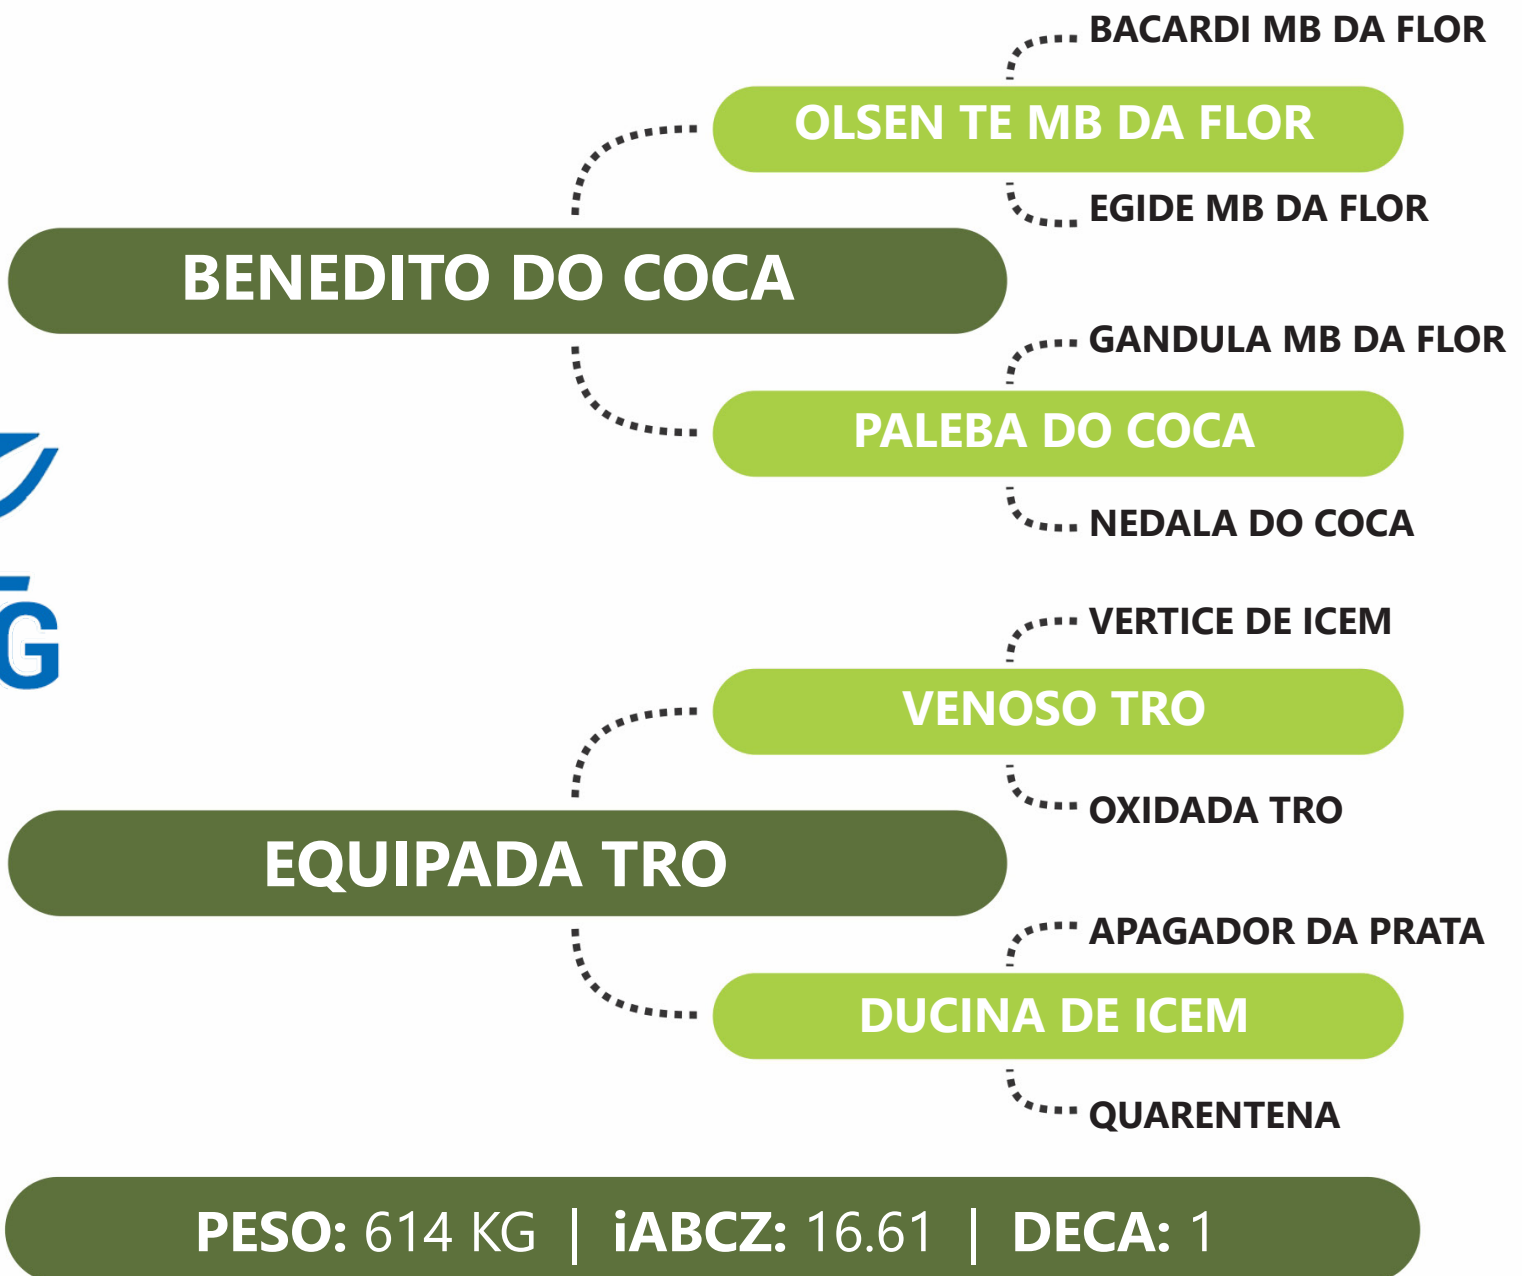 BACARDI MB DA FLOR
OLSEN TE MB DA FLOR
EGIDE MB DA FLOR
BENEDITO DO COCA
GANDULA MB DA FLOR
PALEBA DO COCA
NEDALA DO COCA
G
VERTICE DE ICEM
VENOSO TRO
OXIDADA TRO
EQUIPADA TRO
APAGADOR DA PRATA
DUCINA DE ICEM
QUARENTENA
PESO: 614 KG | iABCZ: 16.61 | DECA: 1